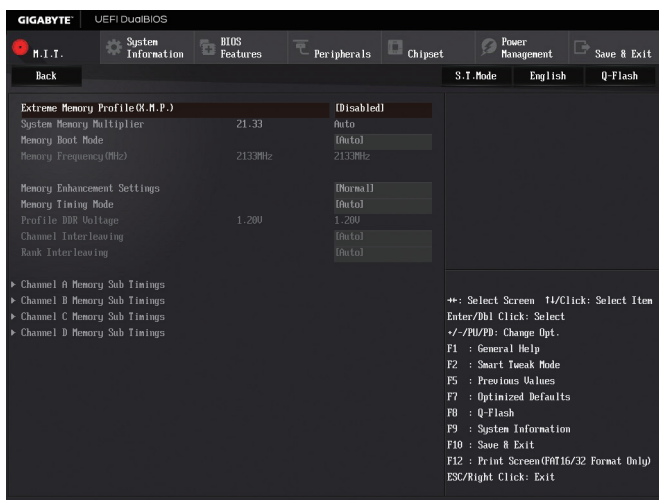 GIGABYTE™ UEFI DualBIOS
M.I.T. System Information BIOS Features Peripherals Chipset Power Management Save & Exit
Back S.T.Mode English Q-Flash
Extreme Memory Profile(X.M.P.) [Disabled]
System Memory Multiplier 21.33 Auto
Memory Boot Mode [Auto]
Memory Frequency(MHz) 2133MHz 2133MHz
Memory Enhancement Settings [Normal]
Memory Timing Mode [Auto]
Profile DDR Voltage 1.20V 1.20V
Channel Interleaving [Auto]
Rank Interleaving [Auto]
Channel A Memory Sub Timings
Channel B Memory Sub Timings
Channel C Memory Sub Timings
Channel D Memory Sub Timings
→←: Select Screen ↑↓/Click: Select Item
Enter/Dbl Click: Select
+/-/PU/PD: Change Opt.
F1 : General Help
F2 : Smart Tweak Mode
F5 : Previous Values
F7 : Optimized Defaults
F8 : Q-Flash
F9 : System Information
F10 : Save & Exit
F12 : Print Screen(FAT16/32 Format Only)
ESC/Right Click: Exit